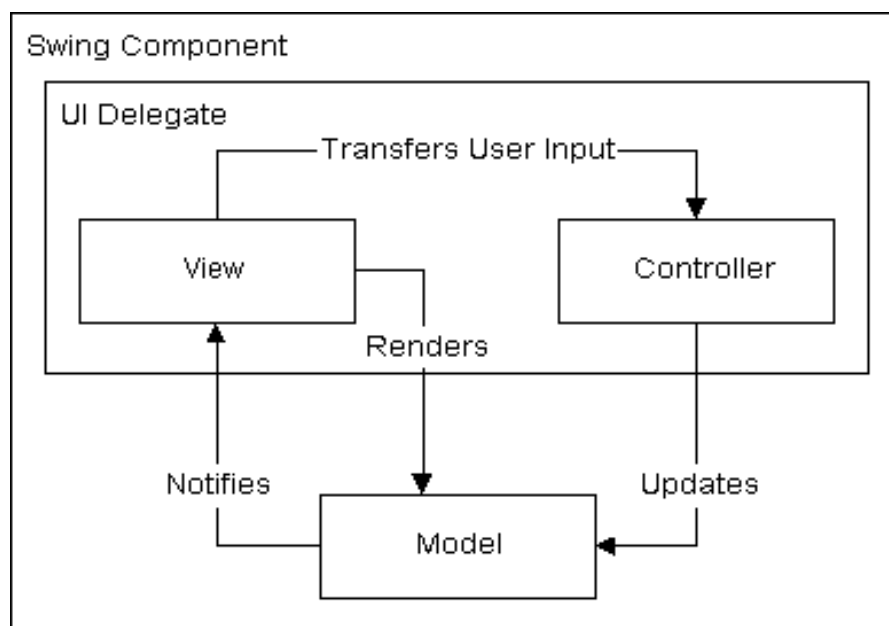 Swing Component
UI Delegate
Transfers User Input
View
Controller
Renders
Notifies
Updates
Model